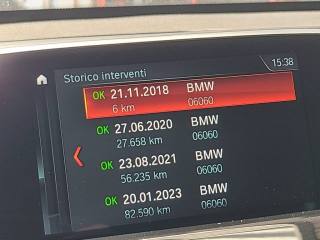 Storico interventi
15:38
OK 21.11.2018 BMW
6 km 06060
OK 27.06.2020 BMW
27.658 km 06060
OK 23.08.2021 BMW
56.235 km 06060
OK 20.01.2023 BMW
82.590 km 06060